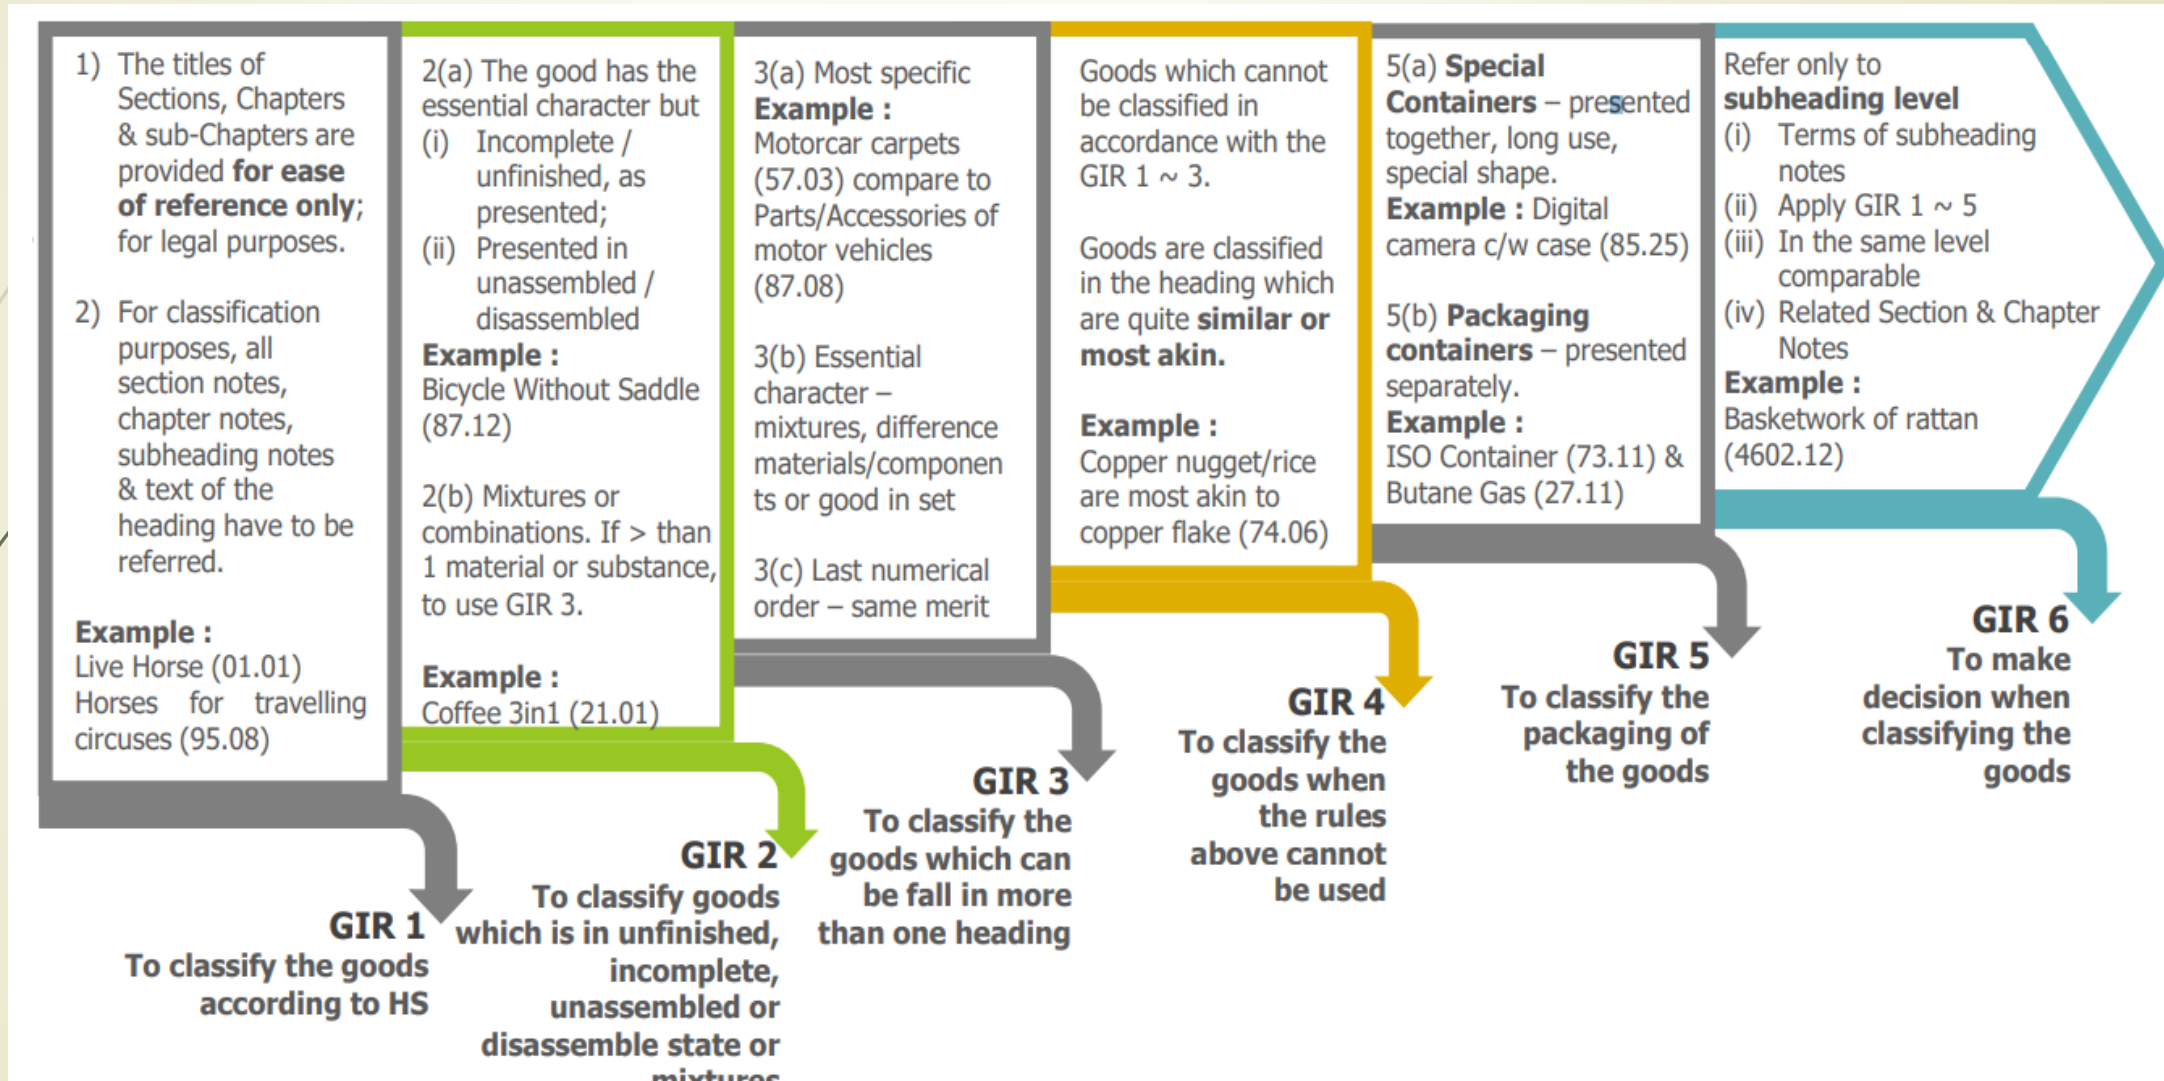 1) The titles of
Sections, Chapters
& sub-Chapters are
provided for ease
of reference only;
for legal purposes.
2) For classification
purposes, all
section notes,
chapter notes,
subheading notes
& text of the
heading have to be
referred.
Example :
Live Horse (01.01)
Horses for travelling
circuses (95.08)
GIR 1
To classify the goods
according to HS
2(a) The good has the
essential character but
(i) Incomplete /
unfinished, as
presented;
(ii) Presented in
unassembled /
disassembled
Example :
Bicycle Without Saddle
(87.12)
2(b) Mixtures or
combinations. If > than
1 material or substance,
to use GIR 3.
Example :
Coffee 3in1 (21.01)
GIR 2
To classify goods
which is in unfinished,
incomplete,
unassembled or
disassemble state or
mixtures
3(a) Most specific
Example :
Motorcar carpets
(57.03) compare to
Parts/Accessories of
motor vehicles
(87.08)
3(b) Essential
character –
mixtures, difference
materials/componen
ts or good in set
3(c) Last numerical
order – same merit
GIR 3
To classify the
goods which can
be fall in more
than one heading
Goods which cannot
be classified in
accordance with the
GIR 1 ~ 3.
Goods are classified
in the heading which
are quite similar or
most akin.
Example :
Copper nugget/rice
are most akin to
copper flake (74.06)
GIR 4
To classify the
goods when
the rules
above cannot
be used
5(a) Special
Containers – presented
together, long use,
special shape.
Example : Digital
camera c/w case (85.25)
5(b) Packaging
containers – presented
separately.
Example :
ISO Container (73.11) &
Butane Gas (27.11)
GIR 5
To classify the
packaging of
the goods
Refer only to
subheading level
(i) Terms of subheading
notes
(ii) Apply GIR 1 ~ 5
(iii) In the same level
comparable
(iv) Related Section & Chapter
Notes
Example :
Basketwork of rattan
(4602.12)
GIR 6
To make
decision when
classifying the
goods